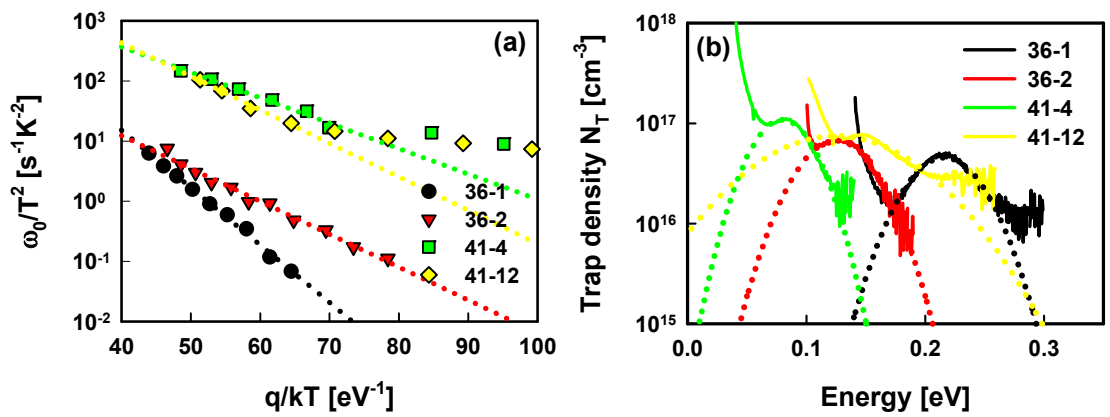 (a)
10³
10²
10¹
10⁰
10⁻¹
10⁻²
ω₀/T² [s⁻¹K⁻²]
36-1
36-2
41-4
41-12
40 50 60 70 80 90 100
q/kT [eV⁻¹]
(b)
10¹⁸
10¹⁷
10¹⁶
10¹⁵
Trap density N_T [cm⁻³]
36-1
36-2
41-4
41-12
0.0 0.1 0.2 0.3
Energy [eV]